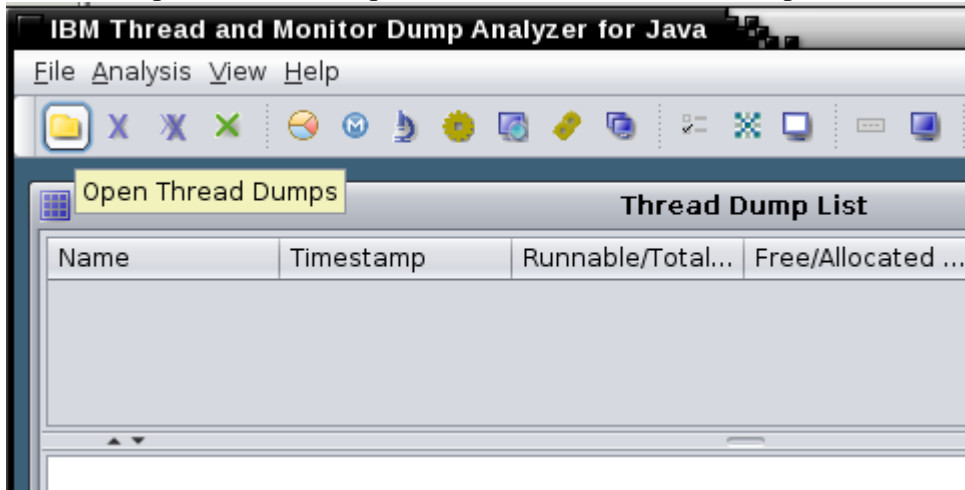 IBM Thread and Monitor Dump Analyzer for Java
File Analysis View Help
Open Thread Dumps
Thread Dump List
Name Timestamp Runnable/Total... Free/Allocated ...